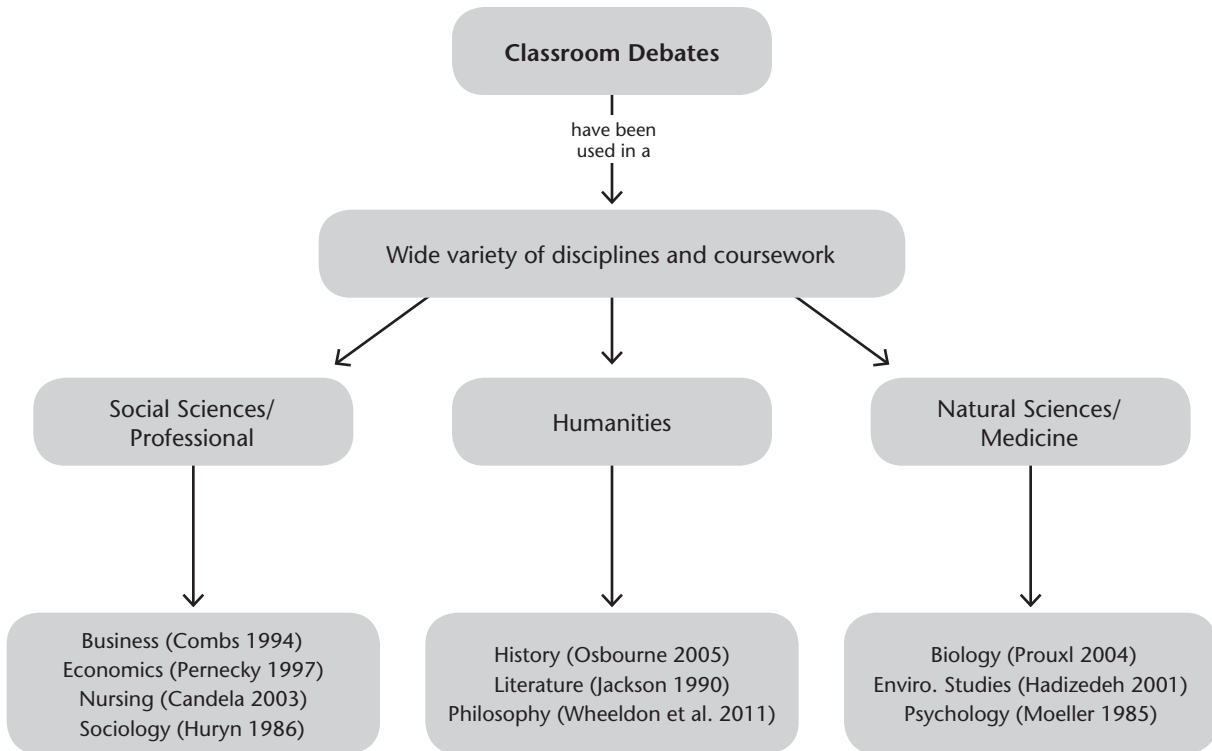 Classroom Debates
have been
used in a
Wide variety of disciplines and coursework
Social Sciences/
Professional
Humanities
Natural Sciences/
Medicine
Business (Combs 1994)
Economics (Pernecky 1997)
Nursing (Candela 2003)
Sociology (Huryn 1986)
History (Osbourne 2005)
Literature (Jackson 1990)
Philosophy (Wheeldon et al. 2011)
Biology (Prouxl 2004)
Enviro. Studies (Hadizedeh 2001)
Psychology (Moeller 1985)